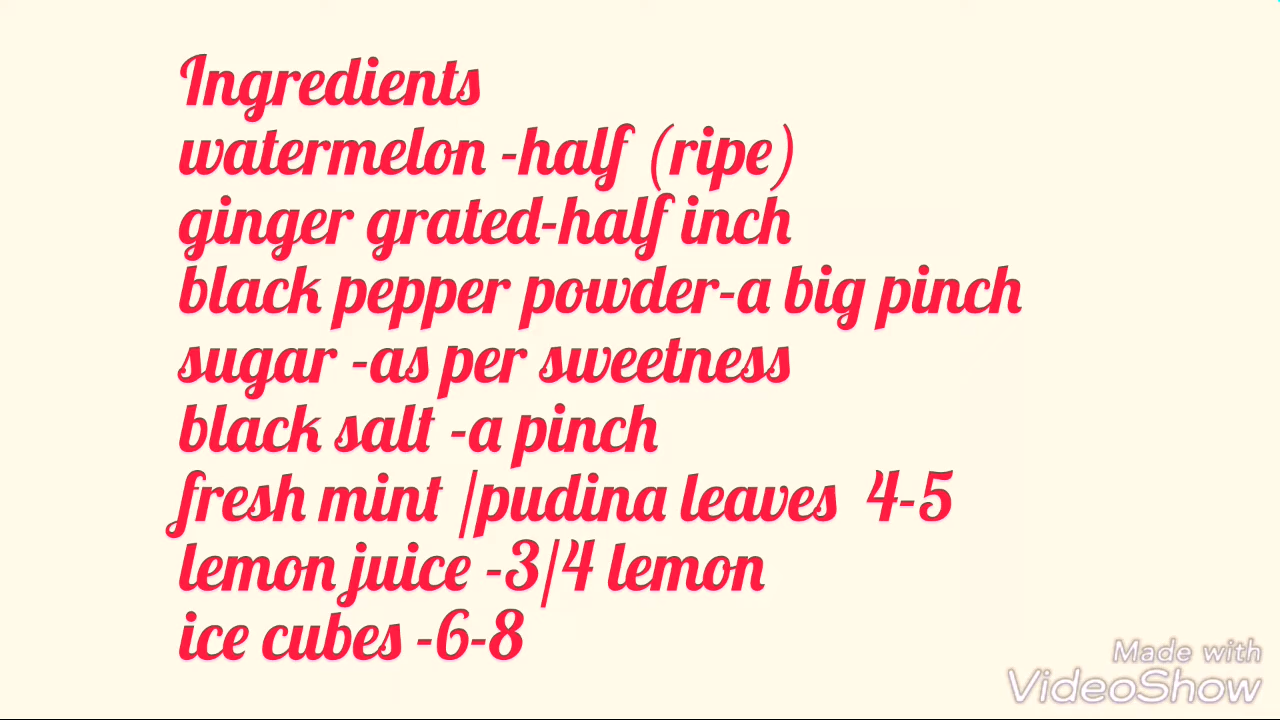 Ingredients
watermelon -half (ripe)
ginger grated-half inch
black pepper powder-a big pinch
sugar -as per sweetness
black salt -a pinch
fresh mint /pudina leaves  4-5
lemon juice -3/4 lemon
ice cubes -6-8
Made with
VideoShow